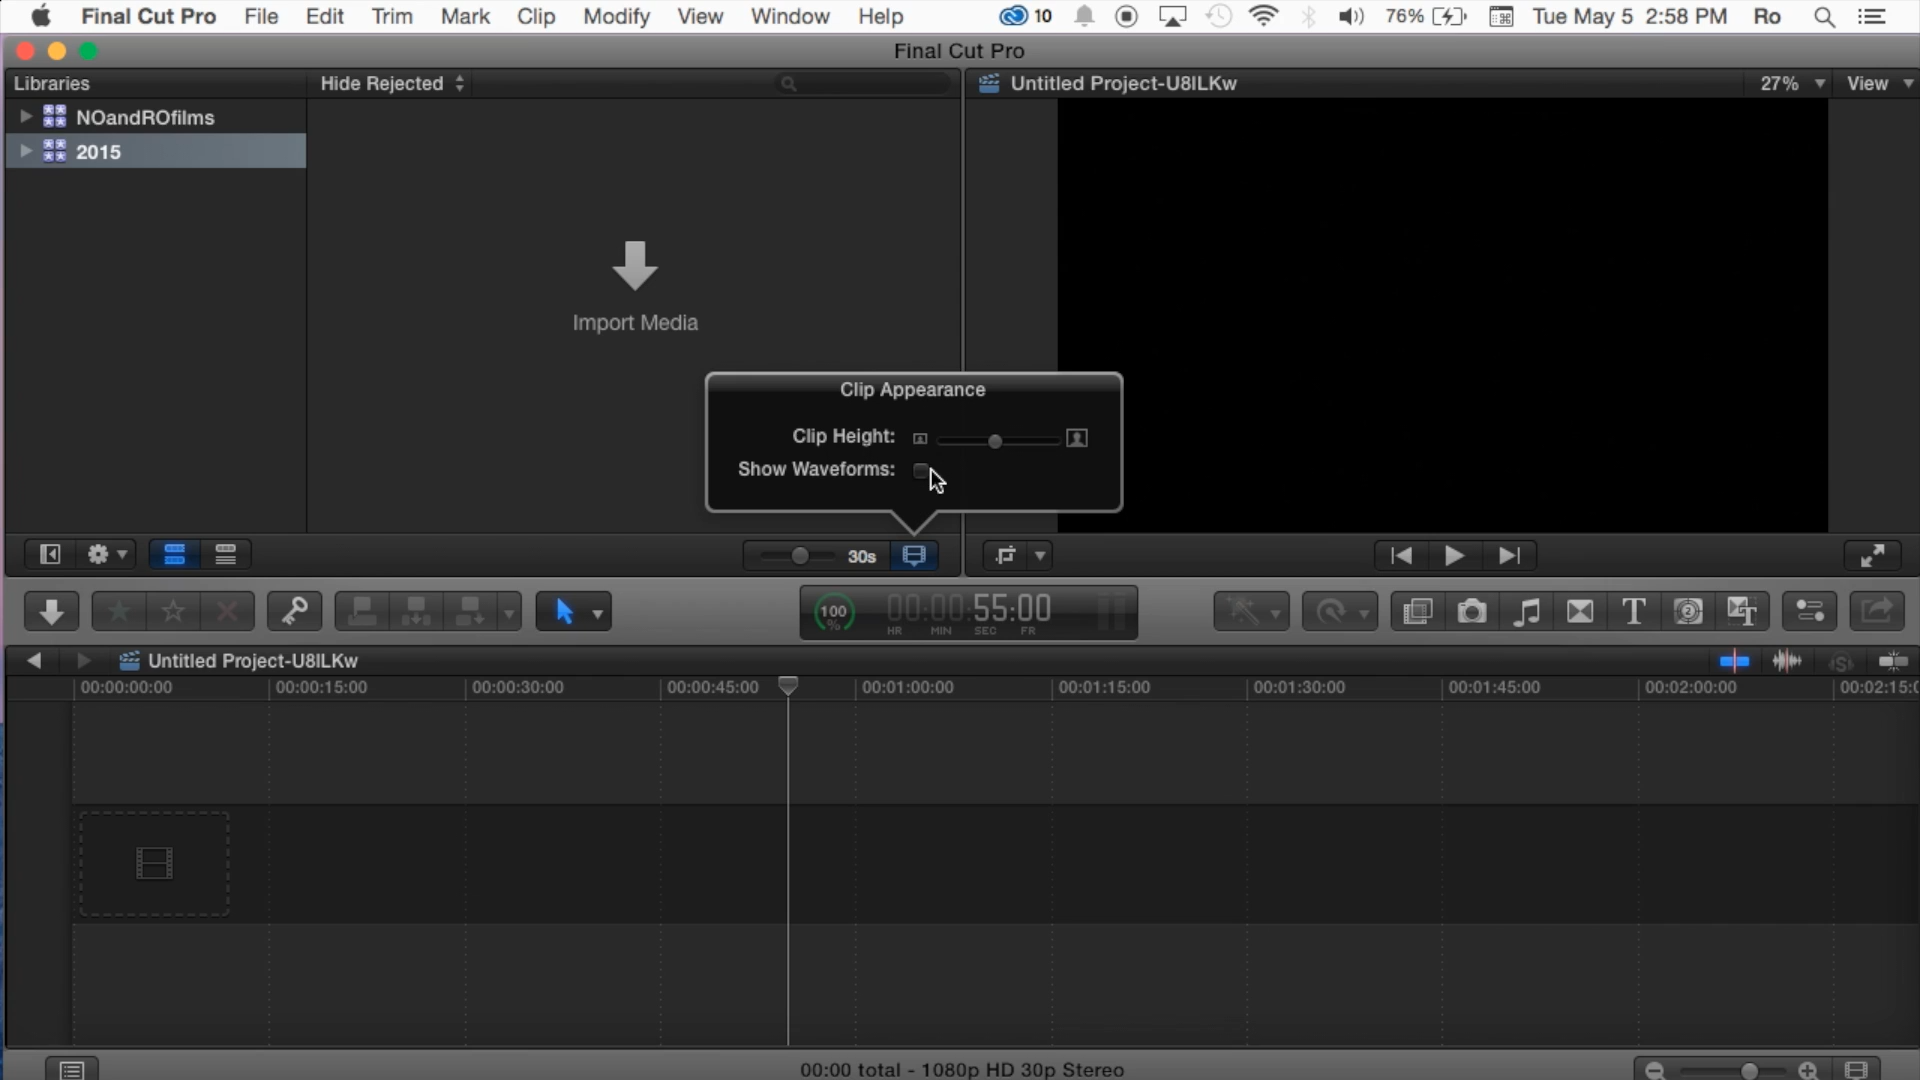 Final Cut Pro File Edit Trim Mark Clip Modify View Window Help 10 76% Tue May 5 2:58 PM Ro
Final Cut Pro
Libraries Hide Rejected Untitled Project-U8ILKw 27% View
NOandROfilms
2015
Import Media
Clip Appearance
Clip Height:
Show Waveforms:
30s
100 % 00:00:55:00
HR MIN SEC FR
T 2 T
Untitled Project-U8ILKw S
00:00:00:00 00:00:15:00 00:00:30:00 00:00:45:00 00:01:00:00 00:01:15:00 00:01:30:00 00:01:45:00 00:02:00:00 00:02:15:0
00:00 total - 1080p HD 30p Stereo